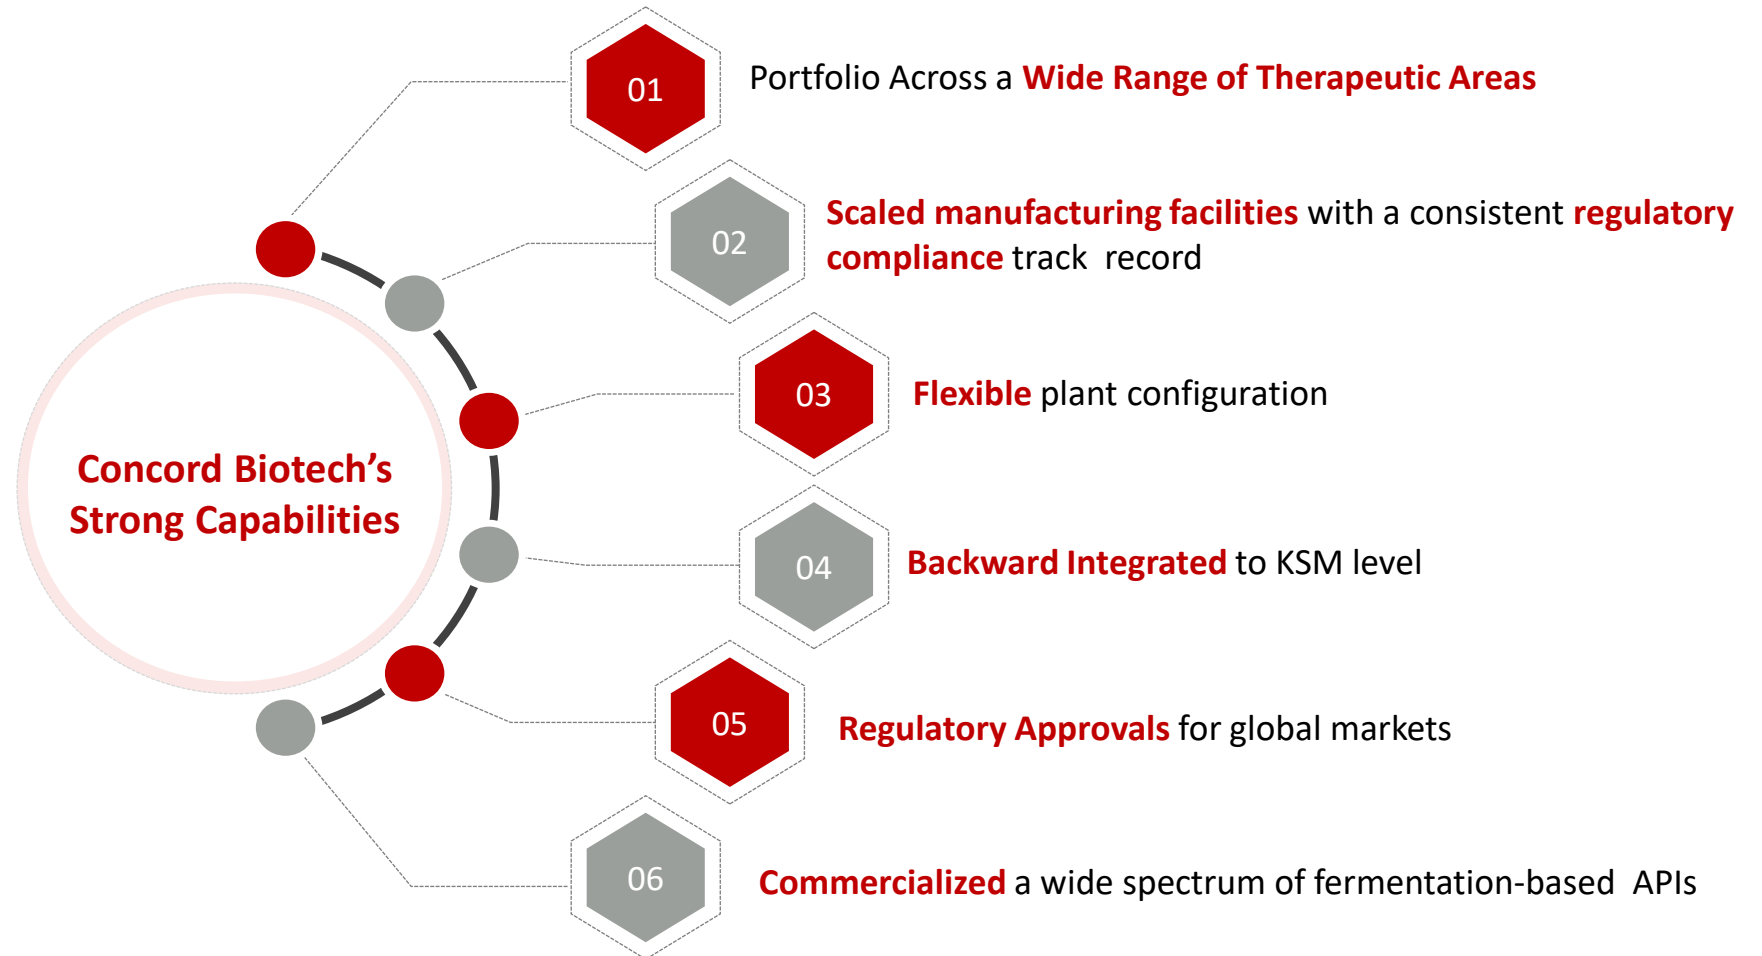 01
Portfolio Across a Wide Range of Therapeutic Areas
02
Scaled manufacturing facilities with a consistent regulatory
compliance track record
03
Flexible plant configuration
Concord Biotech’s
Strong Capabilities
04
Backward Integrated to KSM level
05
Regulatory Approvals for global markets
06
Commercialized a wide spectrum of fermentation-based APIs